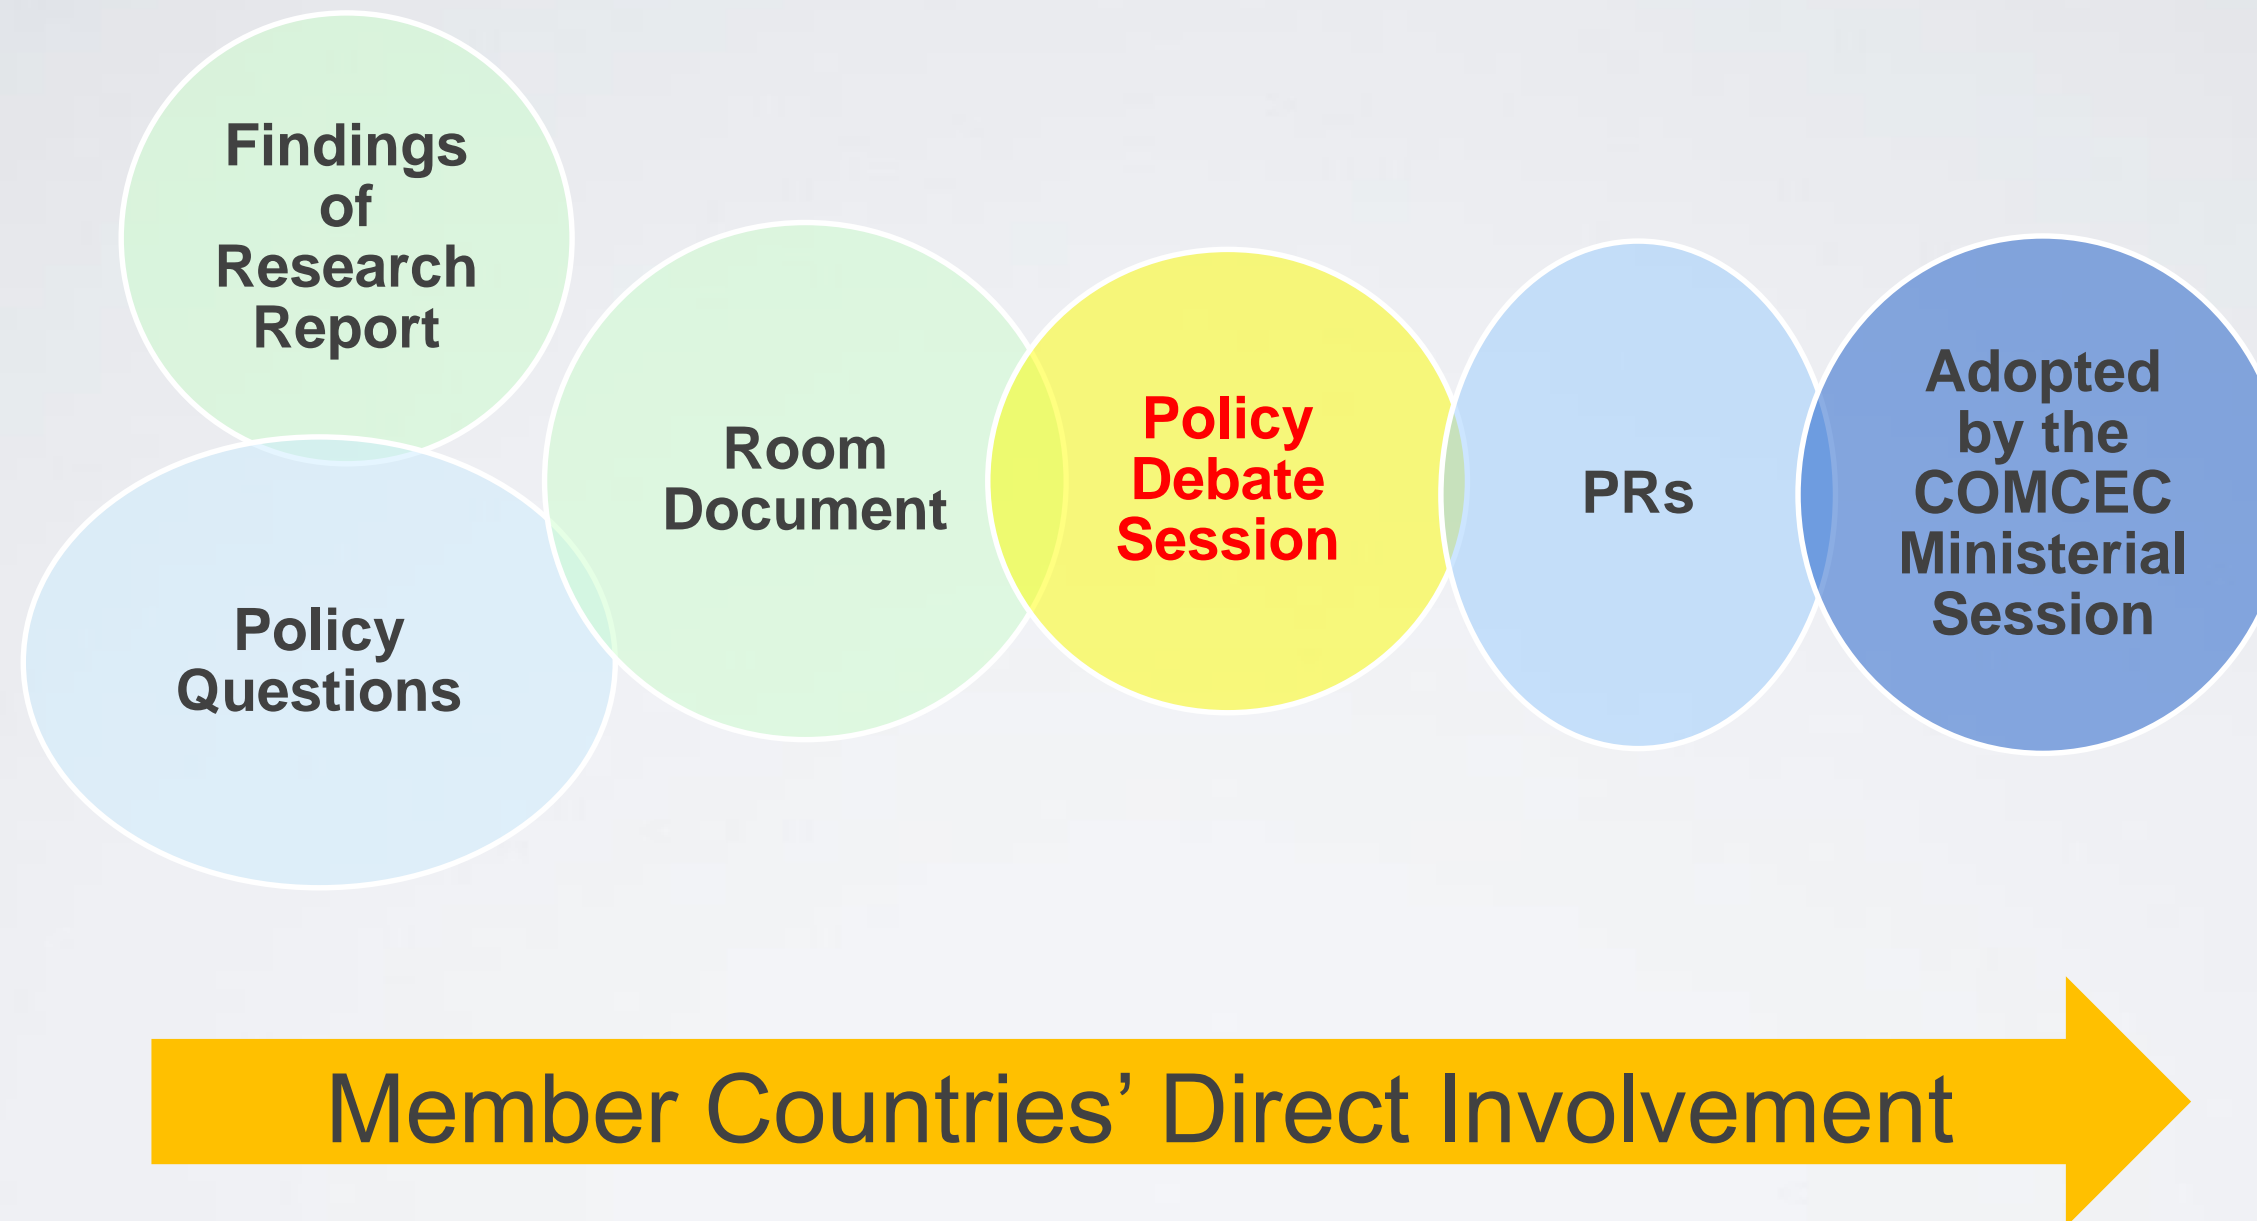 Findings
of
Research
Report
Policy
Questions
Room
Document
Policy
Debate
Session
PRs
Adopted
by the
COMCEC
Ministerial
Session
Member Countries’ Direct Involvement